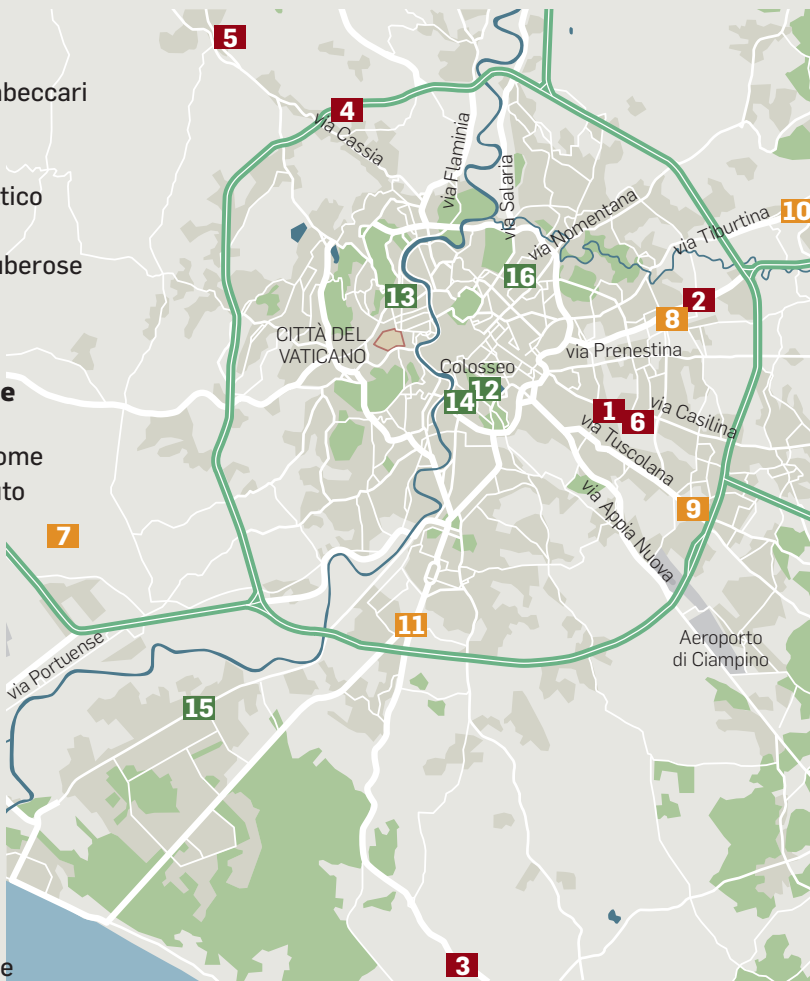 5
beccari
4
via Cassia
via Flaminia
via Salaria
tico
via Nomentana
10
via Tiburtina
uberose
16
13
2
8
CITTÀ DEL
VATICANO
via Prenestina
Colosseo
12
14
e
1
6
via Casilina
via Tuscolana
ome
to
via Appia Nuova
9
7
11
Aeroporto
di Ciampino
via Portuense
15
3
e